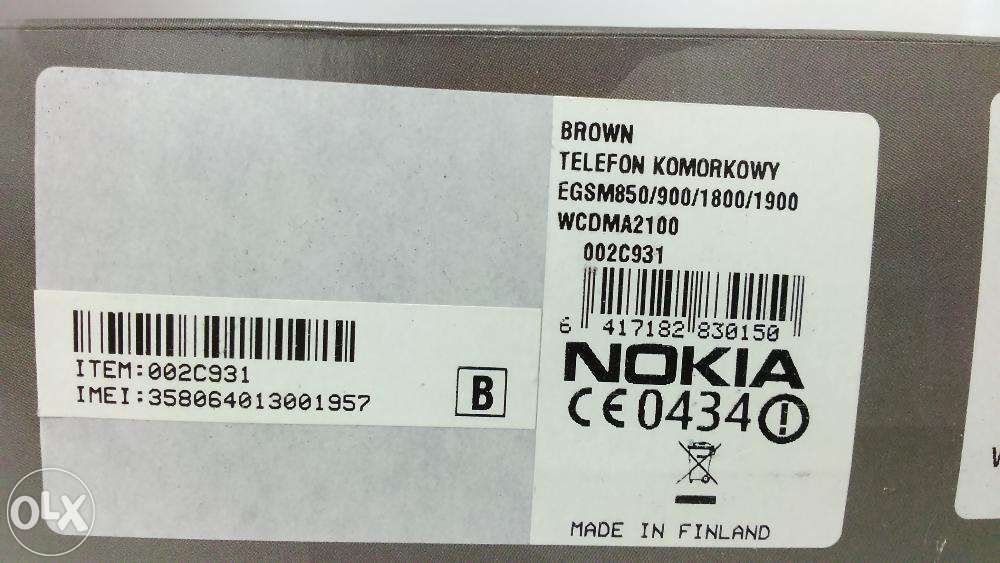 BROWN
TELEFON KOMORKOWY
EGSM850/900/1800/1900
WCDMA2100
002C931
6 417182 830150
NOKIA
CE0434
MADE IN FINLAND
ITEM:002C931
IMEI:358064013001957
B
OLX